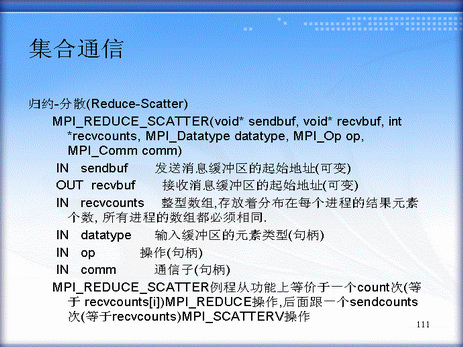 集合通信
归约-分散(Reduce-Scatter)
MPI_REDUCE_SCATTER(void* sendbuf, void* recvbuf, int
*recvcounts, MPI_Datatype datatype, MPI_Op op,
MPI_Comm comm)
IN sendbuf 发送消息缓冲区的起始地址(可变)
OUT recvbuf 接收消息缓冲区的起始地址(可变)
IN recvcounts 整型数组,存放着分布在每个进程的结果元素
个数, 所有进程的数组都必须相同.
IN datatype 输入缓冲区的元素类型(句柄)
IN op 操作(句柄)
IN comm 通信子(句柄)
MPI_REDUCE_SCATTER例程从功能上等价于一个count次(等
于 recvcounts[i])MPI_REDUCE操作,后面跟一个sendcounts
次(等于recvcounts)MPI_SCATTERV操作
111